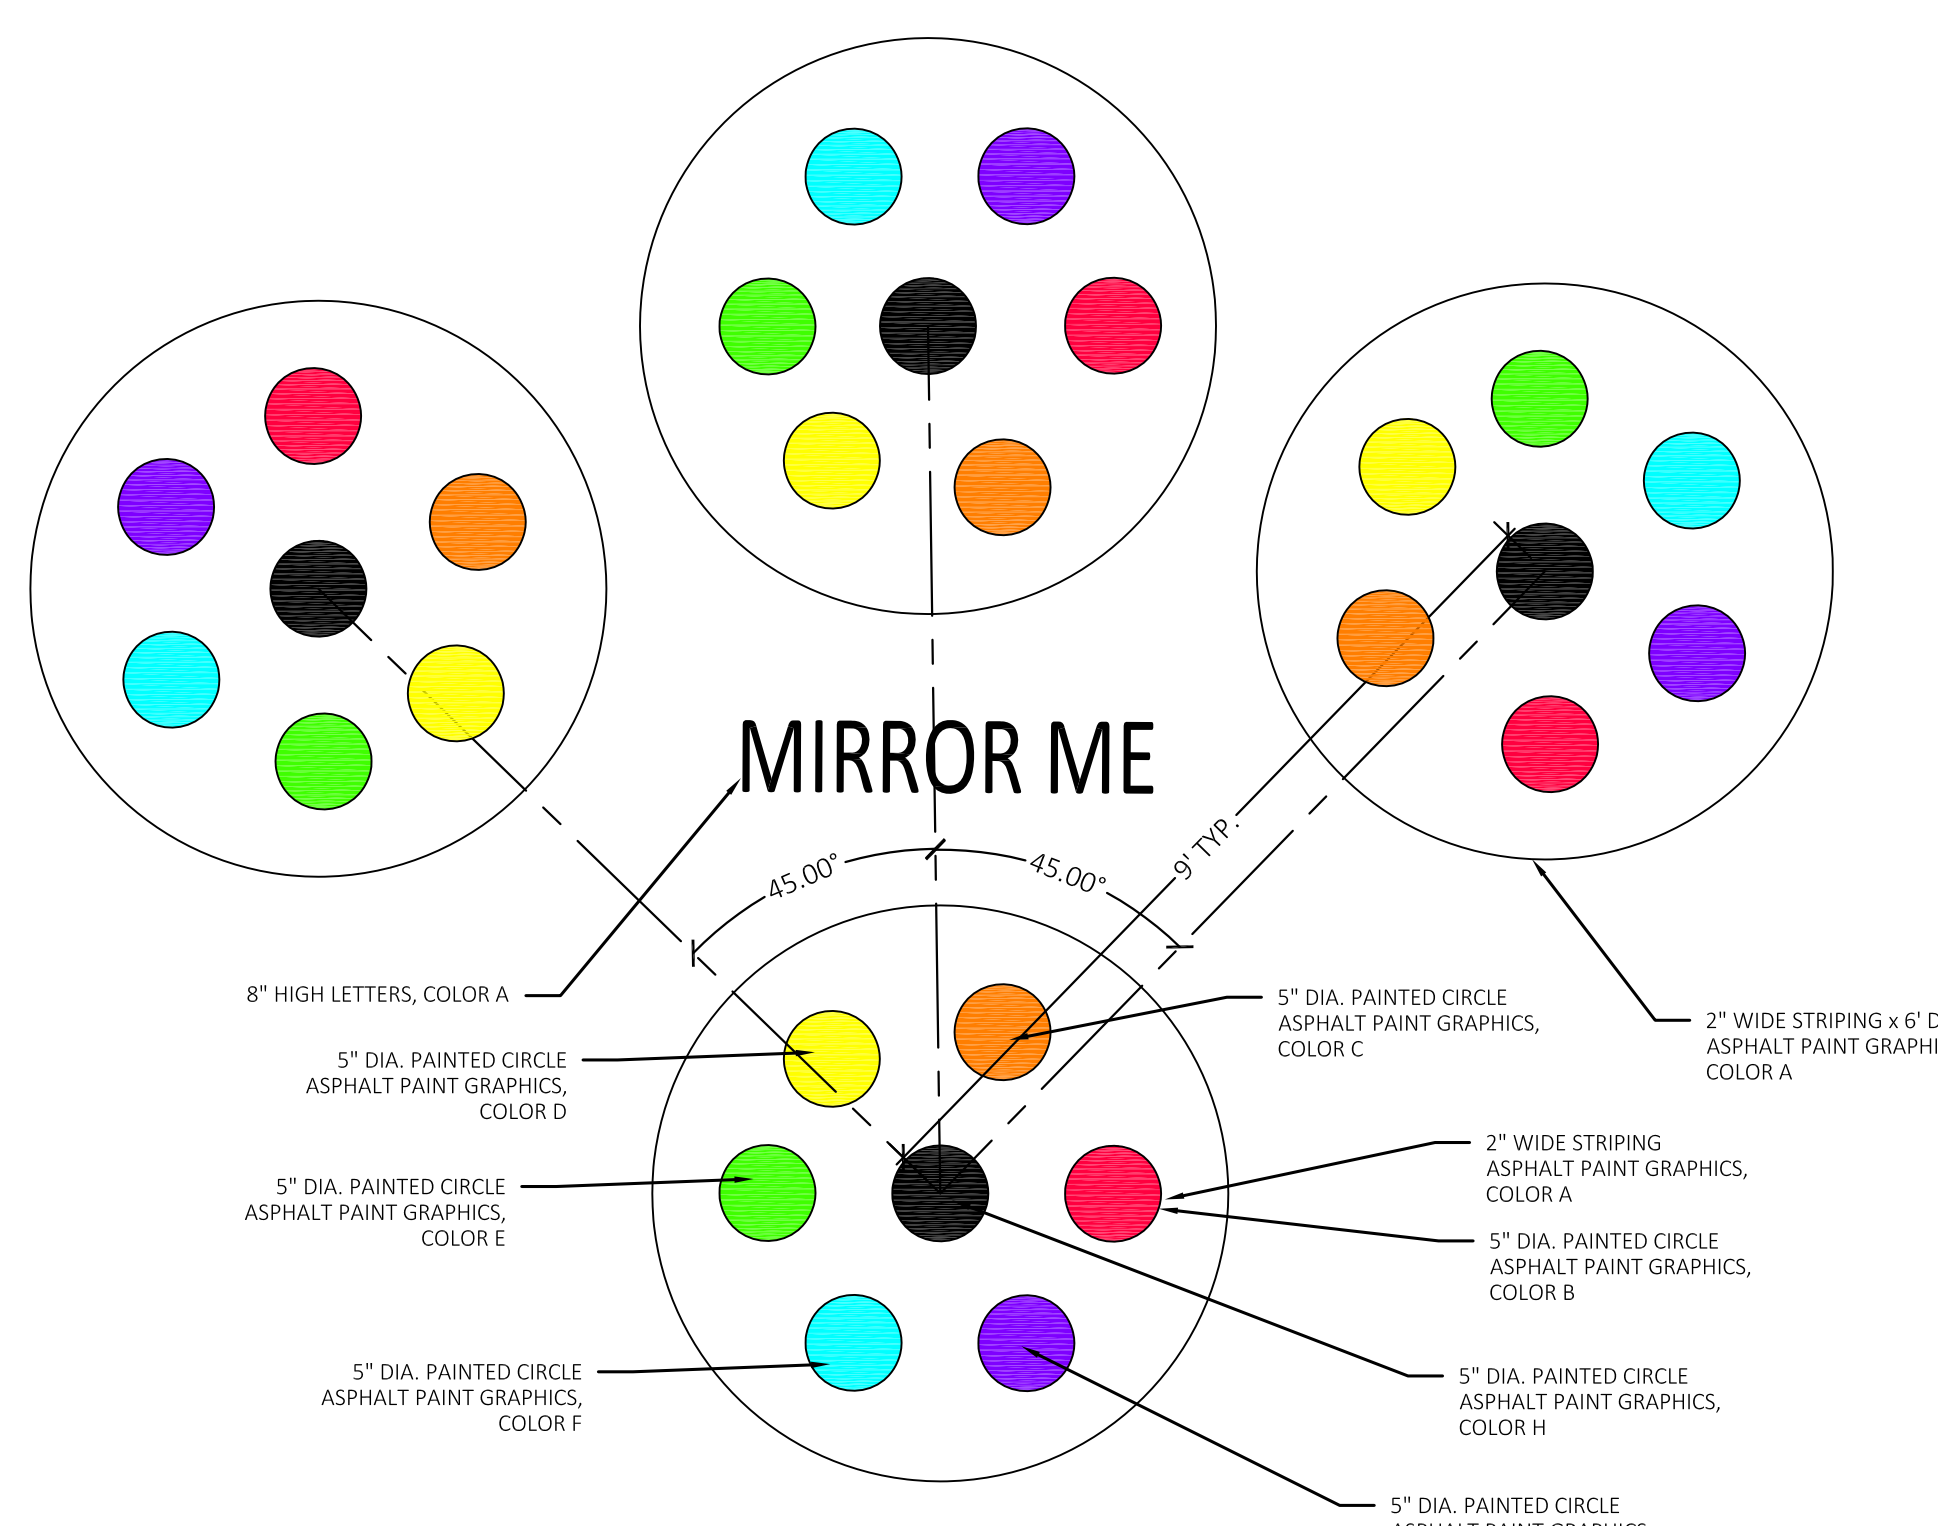 MIRROR ME
9' TYP.
45.00°
45.00°
8" HIGH LETTERS, COLOR A
5" DIA. PAINTED CIRCLE
ASPHALT PAINT GRAPHICS,
COLOR C
2" WIDE STRIPING x 6'
ASPHALT PAINT
COLOR A
5" DIA. PAINTED CIRCLE
ASPHALT PAINT GRAPHICS,
COLOR D
2" WIDE STRIPING
ASPHALT PAINT GRAPHICS,
COLOR A
5" DIA. PAINTED CIRCLE
ASPHALT PAINT GRAPHICS,
COLOR E
5" DIA. PAINTED CIRCLE
ASPHALT PAINT GRAPHICS,
COLOR B
5" DIA. PAINTED CIRCLE
ASPHALT PAINT GRAPHICS,
COLOR F
5" DIA. PAINTED CIRCLE
ASPHALT PAINT GRAPHICS,
COLOR H
5" DIA. PAINTED CIRCLE